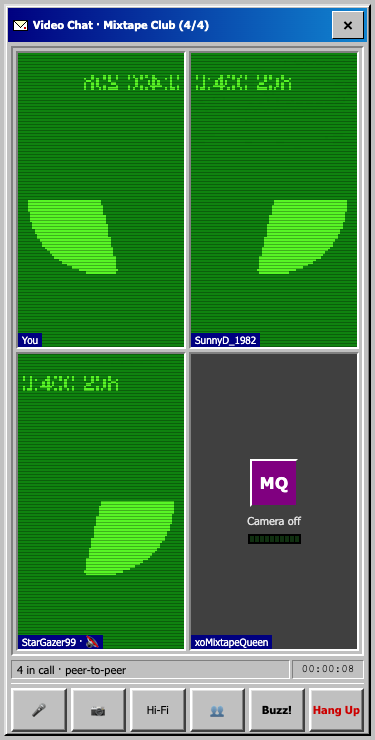 Video Chat · Mixtape Club (4/4)
You
SunnyD_1982
MQ
Camera off
StarGazer99 ·
xoMixtapeQueen
4 in call · peer-to-peer
00:00:08
Hi-Fi
Buzz!
Hang Up